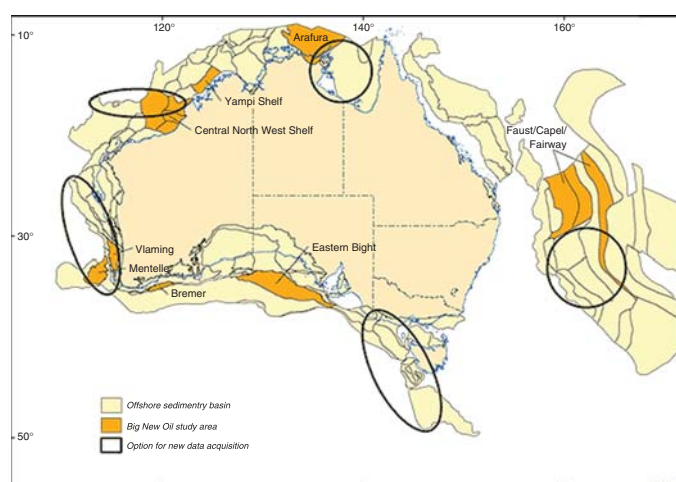 120°
140°
160°
10°
Arafura
Yampi Shelf
Central North West Shelf
Faust/Capel/
Fairway
30°
Vlaming
Mentelle
Eastern Bight
Bremer
Offshore sedimentry basin
Big New Oil study area
Option for new data acquisition
50°